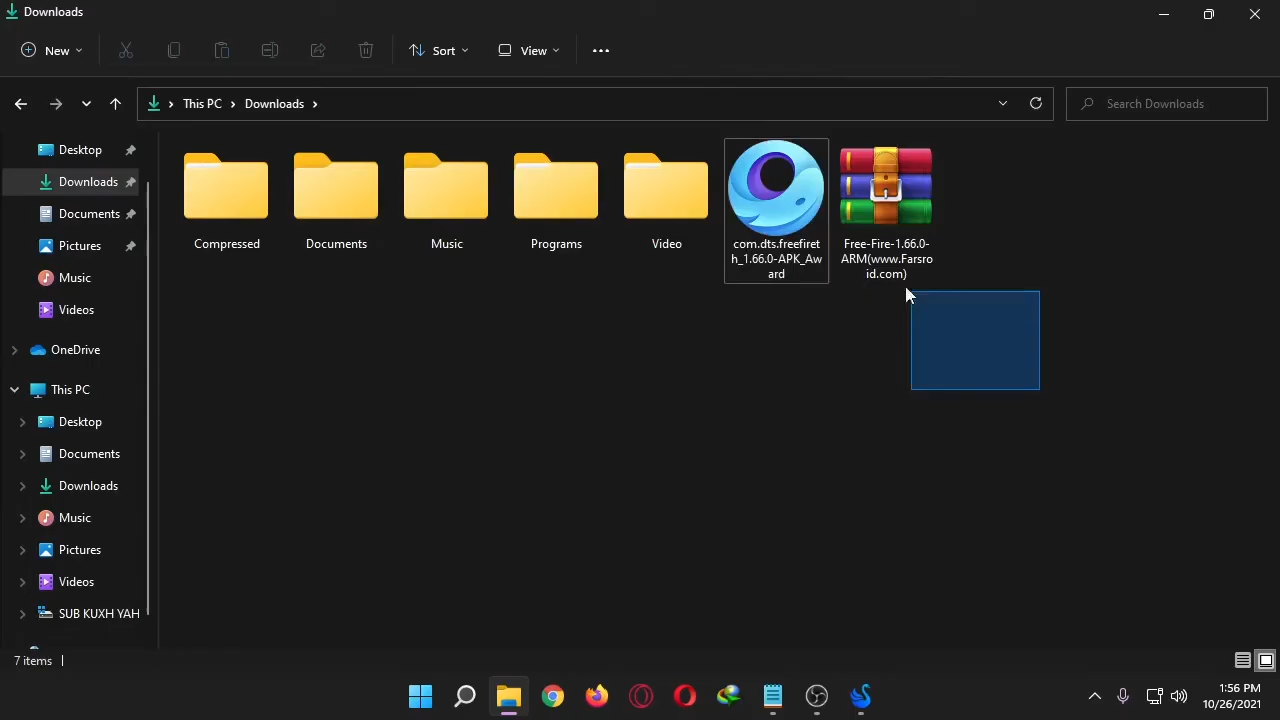 Downloads
New
Sort
View
This PC
Downloads
Search Downloads
Desktop
Downloads
Documents
Pictures
Music
Videos
OneDrive
This PC
Desktop
Documents
Downloads
Music
Pictures
Videos
SUB KUXH YAH
Compressed
Documents
Music
Programs
Video
com.dts.freefiret
h_1.66.0-APK_Aw
ard
Free-Fire-1.66.0-
ARM(www.Farsro
id.com)
7 items
1:56 PM
10/26/2021